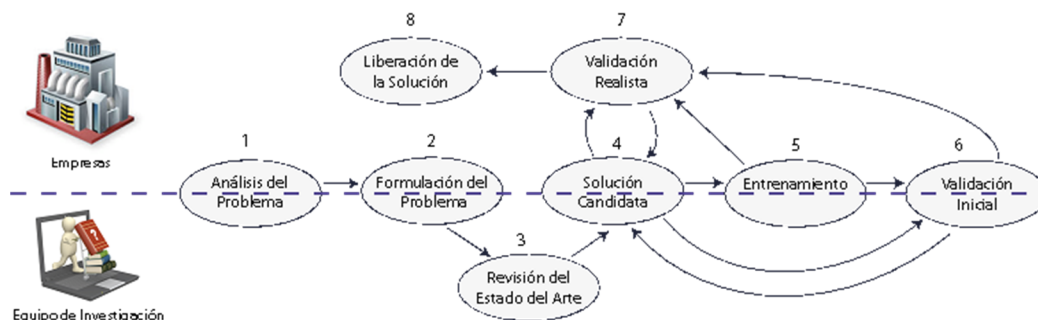 8
Liberación de
la Solución
7
Validación
Realista
Empresas
1
Análisis del
Problema
2
Formulación del
Problema
4
Solución
Candidata
5
Entrenamiento
6
Validación
Inicial
3
Revisión del
Estado del Arte
?
Equipo de Investigación